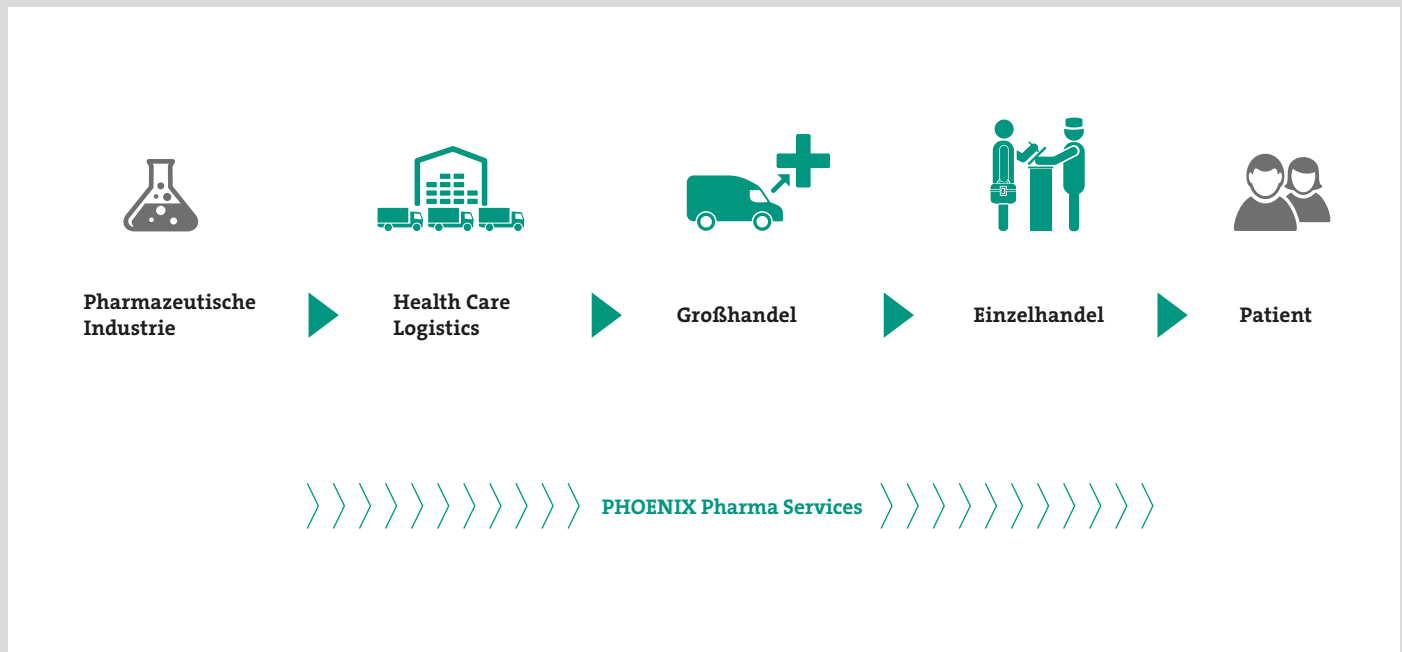 Pharmazeutische
Industrie
Health Care
Logistics
Großhandel
Einzelhandel
Patient
PHOENIX Pharma Services